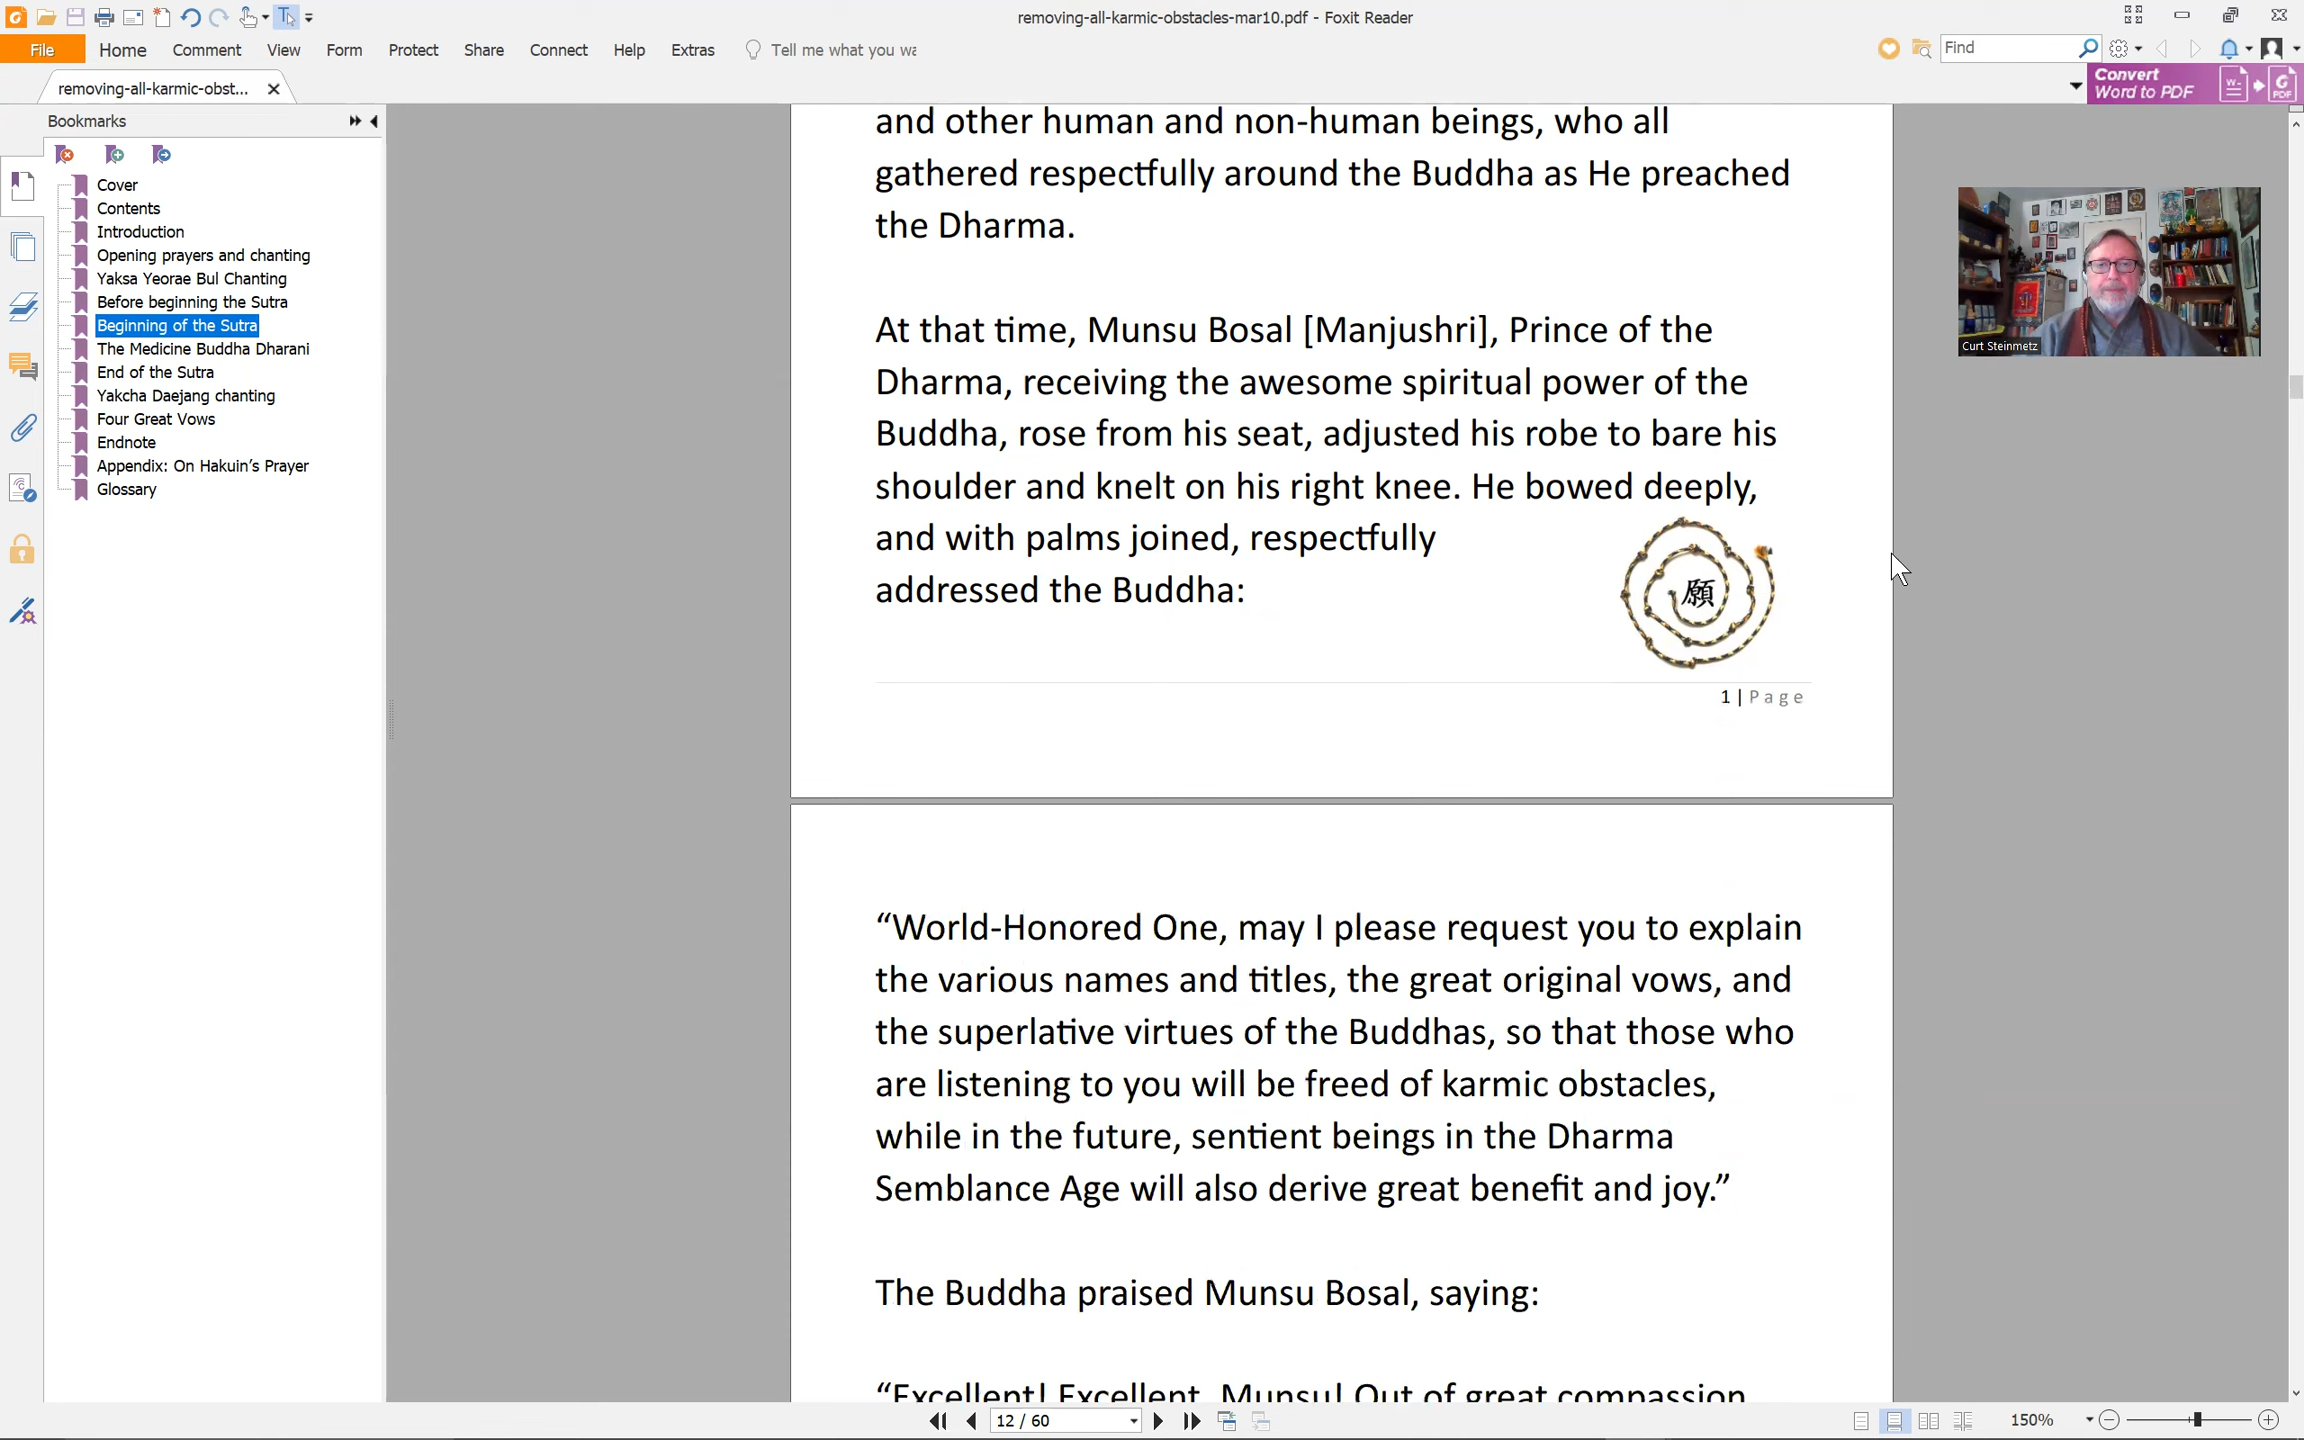 removing-all-karmic-obstacles-mar10.pdf - Foxit Reader
File Home Comment View Form Protect Share Connect Help Extras Tell me what you wa
Find
removing-all-karmic-obst...
Convert
Word to PDF
Bookmarks
Cover
Contents
Introduction
Opening prayers and chanting
Yaksa Yeorae Bul Chanting
Before beginning the Sutra
Beginning of the Sutra
The Medicine Buddha Dharani
End of the Sutra
Yakcha Daejang chanting
Four Great Vows
Endnote
Appendix: On Hakuin's Prayer
Glossary
and other human and non-human beings, who all
gathered respectfully around the Buddha as He preached
the Dharma.
At that time, Munsu Bosal [Manjushri], Prince of the
Dharma, receiving the awesome spiritual power of the
Buddha, rose from his seat, adjusted his robe to bare his
shoulder and knelt on his right knee. He bowed deeply,
and with palms joined, respectfully
addressed the Buddha:
願
1 | Page
“World-Honored One, may I please request you to explain
the various names and titles, the great original vows, and
the superlative virtues of the Buddhas, so that those who
are listening to you will be freed of karmic obstacles,
while in the future, sentient beings in the Dharma
Semblance Age will also derive great benefit and joy.”
The Buddha praised Munsu Bosal, saying:
“Excellent! Excellent, Munsu! Out of great compassion
Curt Steinmetz
12 / 60
150%